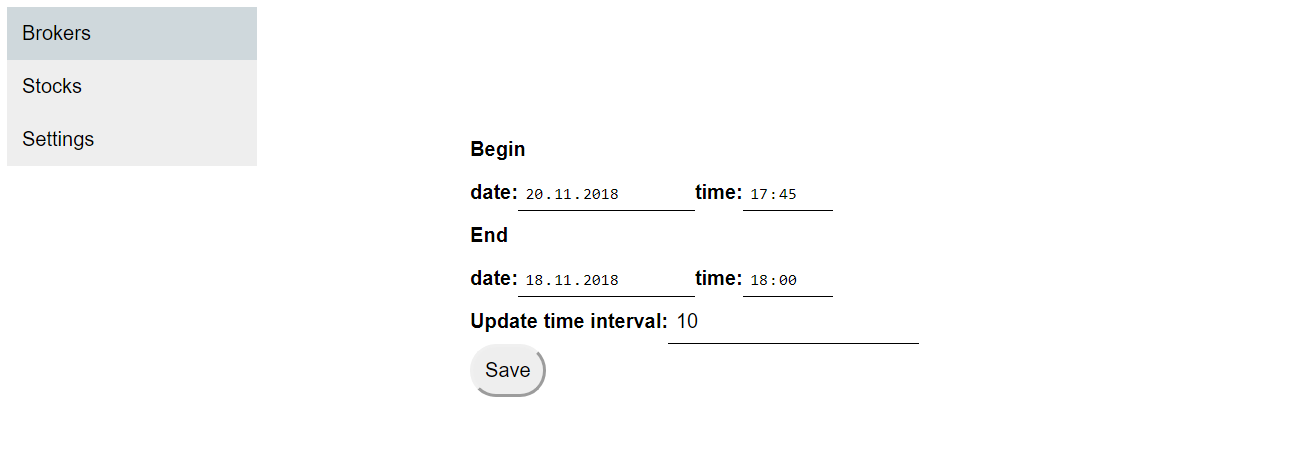 Brokers
Stocks
Settings
Begin
date: 20.11.2018 time: 17:45
End
date: 18.11.2018 time: 18:00
Update time interval: 10
Save